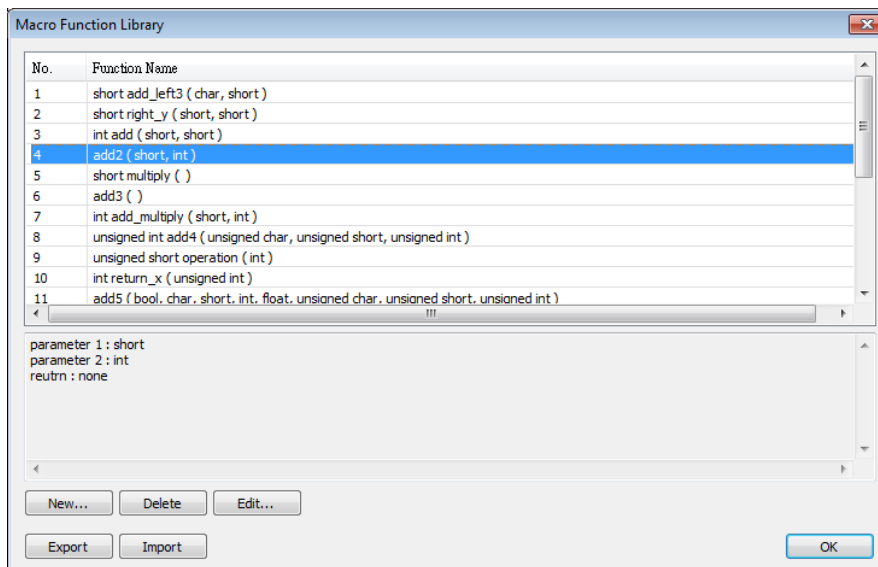 Macro Function Library
No. Function Name
1 short add_left3 ( char, short )
2 short right_y ( short, short )
3 int add ( short, short )
4 add2 ( short, int )
5 short multiply ( )
6 add3 ( )
7 int add_multiply ( short, int )
8 unsigned int add4 ( unsigned char, unsigned short, unsigned int )
9 unsigned short operation ( int )
10 int return_x ( unsigned int )
11 add5 ( bool, char, short, int, float, unsigned char, unsigned short, unsigned int )
parameter 1 : short
parameter 2 : int
reutrn : none
New... Delete Edit...
Export Import OK